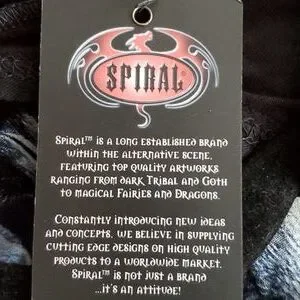 SPIRAL
Spiral™ is a long established brand
within the alternative scene,
featuring top quality artworks
ranging from dark Tribal and Goth
to magical Fairies and Dragons.
Constantly introducing new ideas
and concepts, we believe in supplying
cutting edge designs on high quality
products to a worldwide market.
Spiral™ is not just a brand
...it's an attitude!